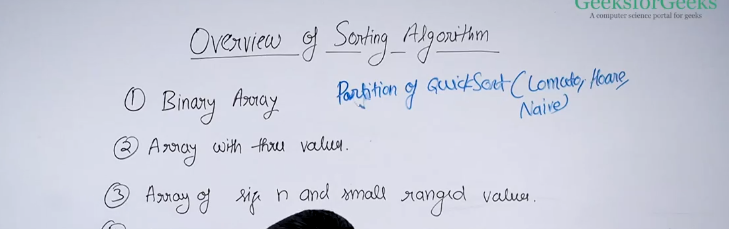 GeeksforGeeks
A computer science portal for geeks
Overview of Sorting Algorithm
① Binary Array
Partition of QuickSort (Lomuto, Hoare,
Naive)
② Array with three values.
③ Array of size n and small ranged values.